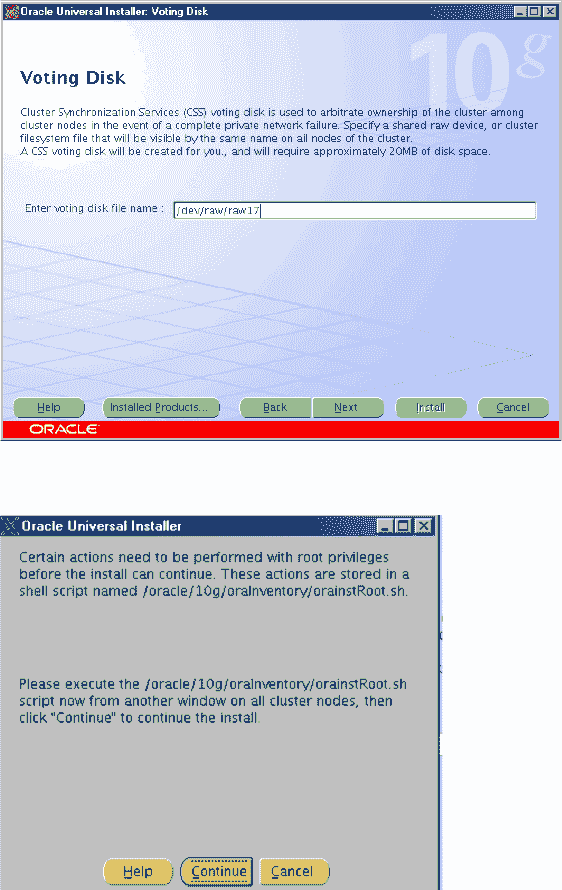 Oracle Universal Installer: Voting Disk
10g
Voting Disk
Cluster Synchronization Services (CSS) voting disk is used to arbitrate ownership of the cluster among
cluster nodes in the event of a complete private network failure. Specify a shared raw device, or cluster
filesystem file that will be visible by the same name on all nodes of the cluster.
A CSS voting disk will be created for you., and will require approximately 20MB of disk space.
Enter voting disk file name : /dev/raw/raw17
Help Installed Products... Back Next Install Cancel
ORACLE
Oracle Universal Installer
Certain actions need to be performed with root privileges
before the install can continue. These actions are stored in a
shell script named /oracle/10g/oraInventory/orainstRoot.sh.
Please execute the /oracle/10g/oraInventory/orainstRoot.sh
script now from another window on all cluster nodes, then
click "Continue" to continue the install.
Help Continue Cancel